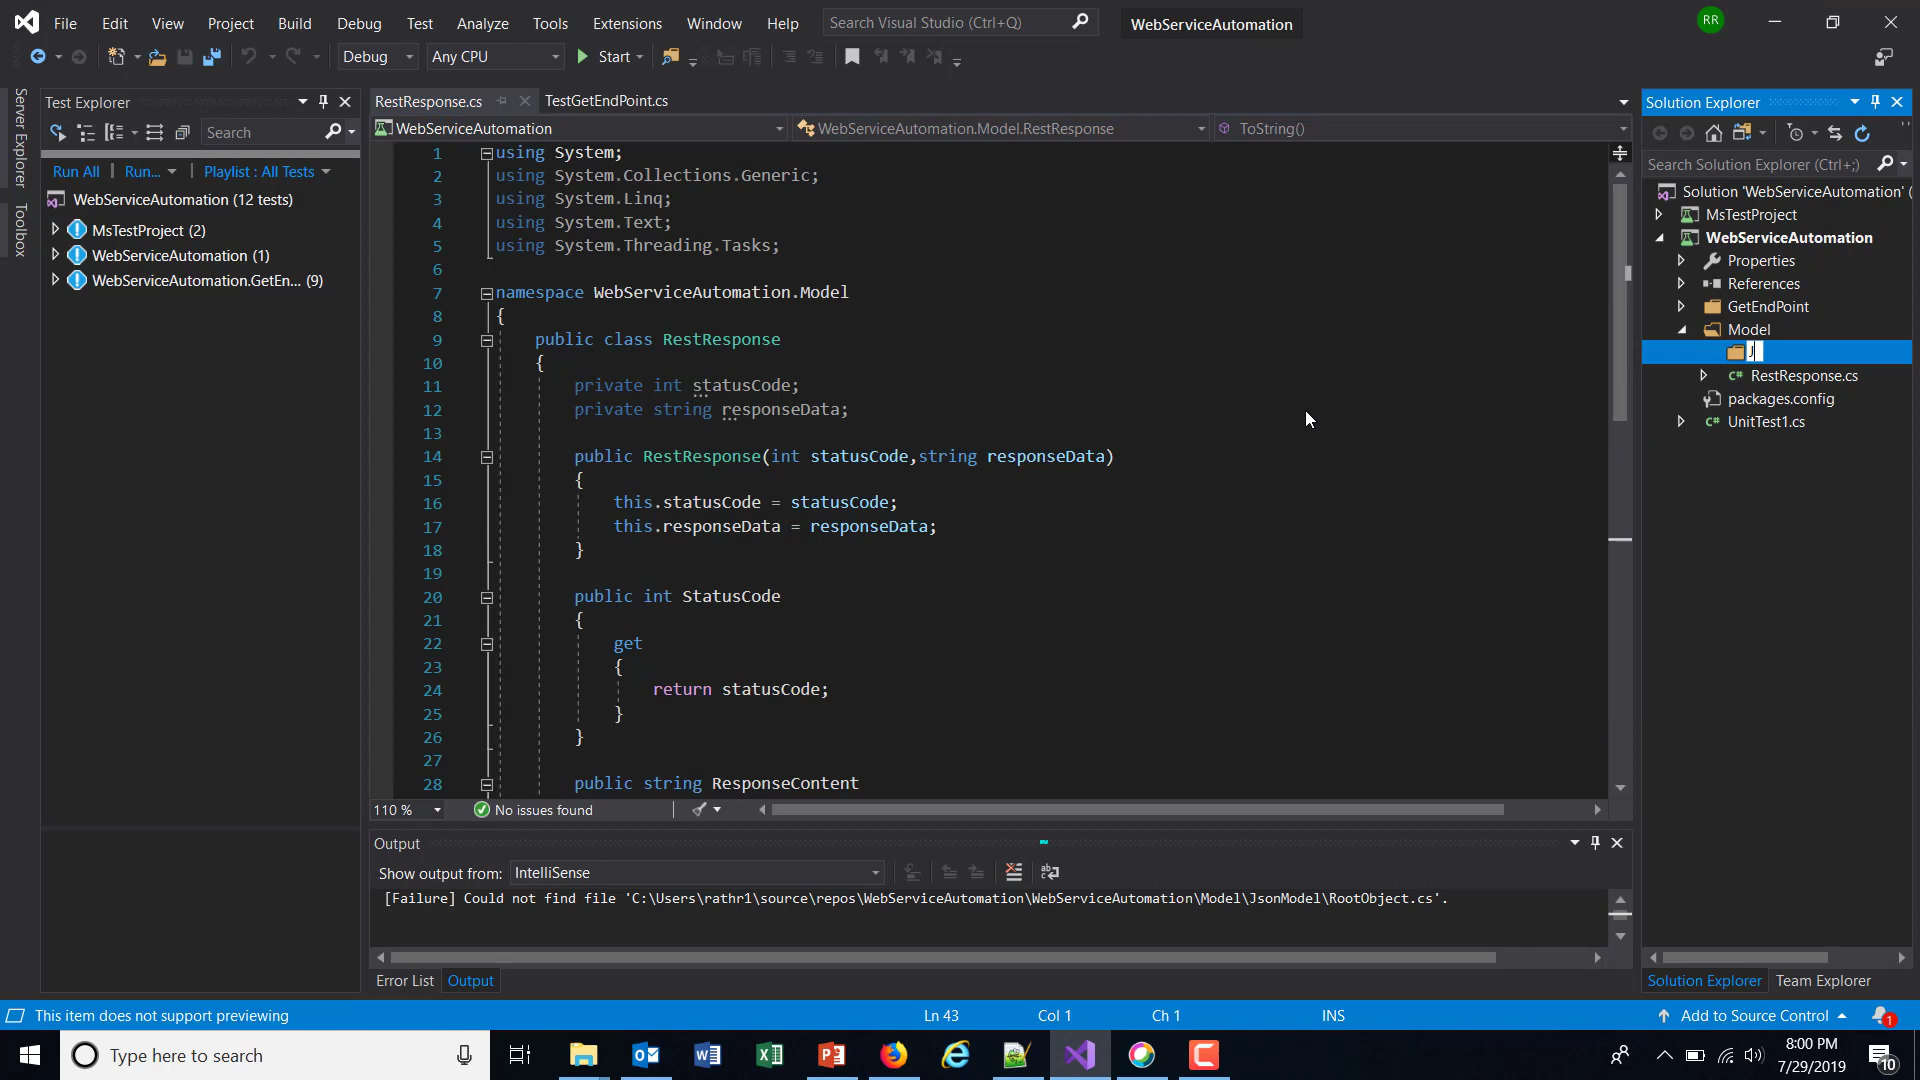 File Edit View Project Build Debug Test Analyze Tools Extensions Window Help Search Visual Studio (Ctrl+Q) WebServiceAutomation RR
Debug Any CPU Start
Server Explorer
Toolbox
Test Explorer
Search
Run All Run... Playlist : All Tests
WebServiceAutomation (12 tests)
MsTestProject (2)
WebServiceAutomation (1)
WebServiceAutomation.GetEn... (9)
RestResponse.cs TestGetEndPoint.cs
WebServiceAutomation WebServiceAutomation.Model.RestResponse ToString()
1 using System;
2 using System.Collections.Generic;
3 using System.Linq;
4 using System.Text;
5 using System.Threading.Tasks;
6
7 namespace WebServiceAutomation.Model
8 {
9 public class RestResponse
10 {
11 private int statusCode;
12 private string responseData;
13
14 public RestResponse(int statusCode,string responseData)
15 {
16 this.statusCode = statusCode;
17 this.responseData = responseData;
18 }
19
20 public int StatusCode
21 {
22 get
23 {
24 return statusCode;
25 }
26 }
27
28 public string ResponseContent
110 % No issues found
Output
Show output from: IntelliSense
[Failure] Could not find file 'C:\Users\rathr1\source\repos\WebServiceAutomation\WebServiceAutomation\Model\JsonModel\RootObject.cs'.
Error List Output
Solution Explorer
Search Solution Explorer (Ctrl+;)
Solution 'WebServiceAutomation' (
MsTestProject
WebServiceAutomation
Properties
References
GetEndPoint
Model
J
C# RestResponse.cs
packages.config
C# UnitTest1.cs
Solution Explorer Team Explorer
This item does not support previewing Ln 43 Col 1 Ch 1 INS Add to Source Control 1
Type here to search 8:00 PM
7/29/2019 10